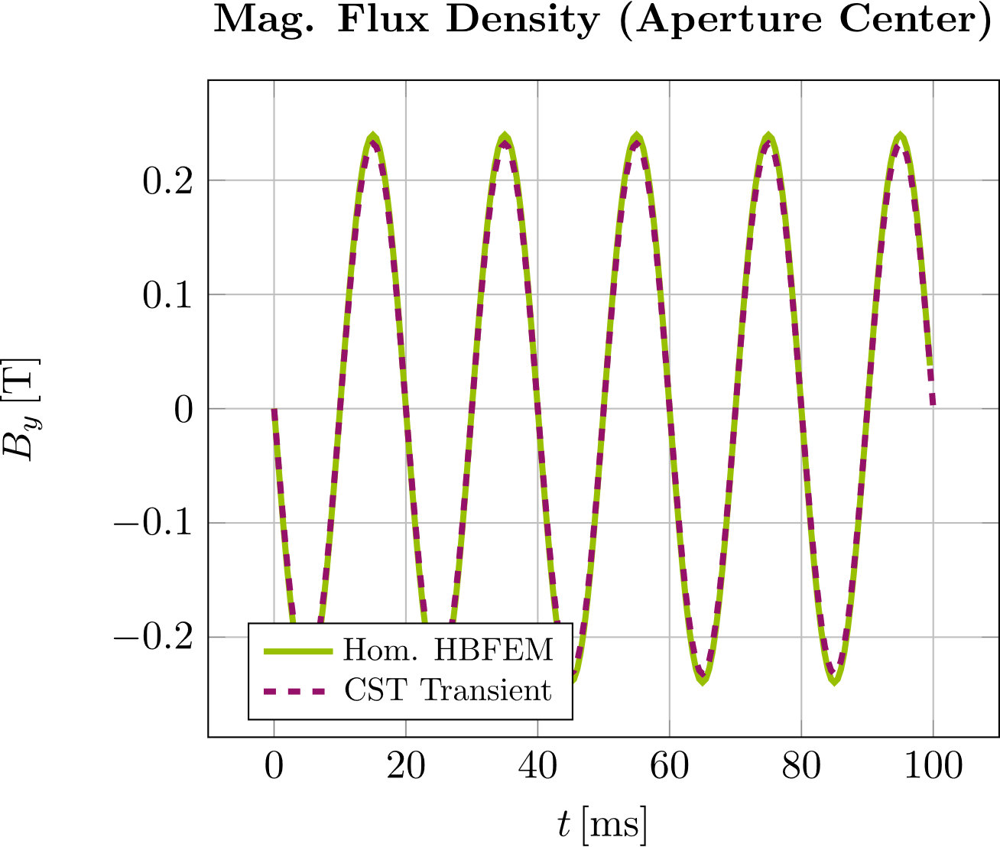 Mag. Flux Density (Aperture Center)
0.2
0.1
0
−0.1
−0.2
B_y [T]
Hom. HBFEM
CST Transient
0 20 40 60 80 100
t [ms]